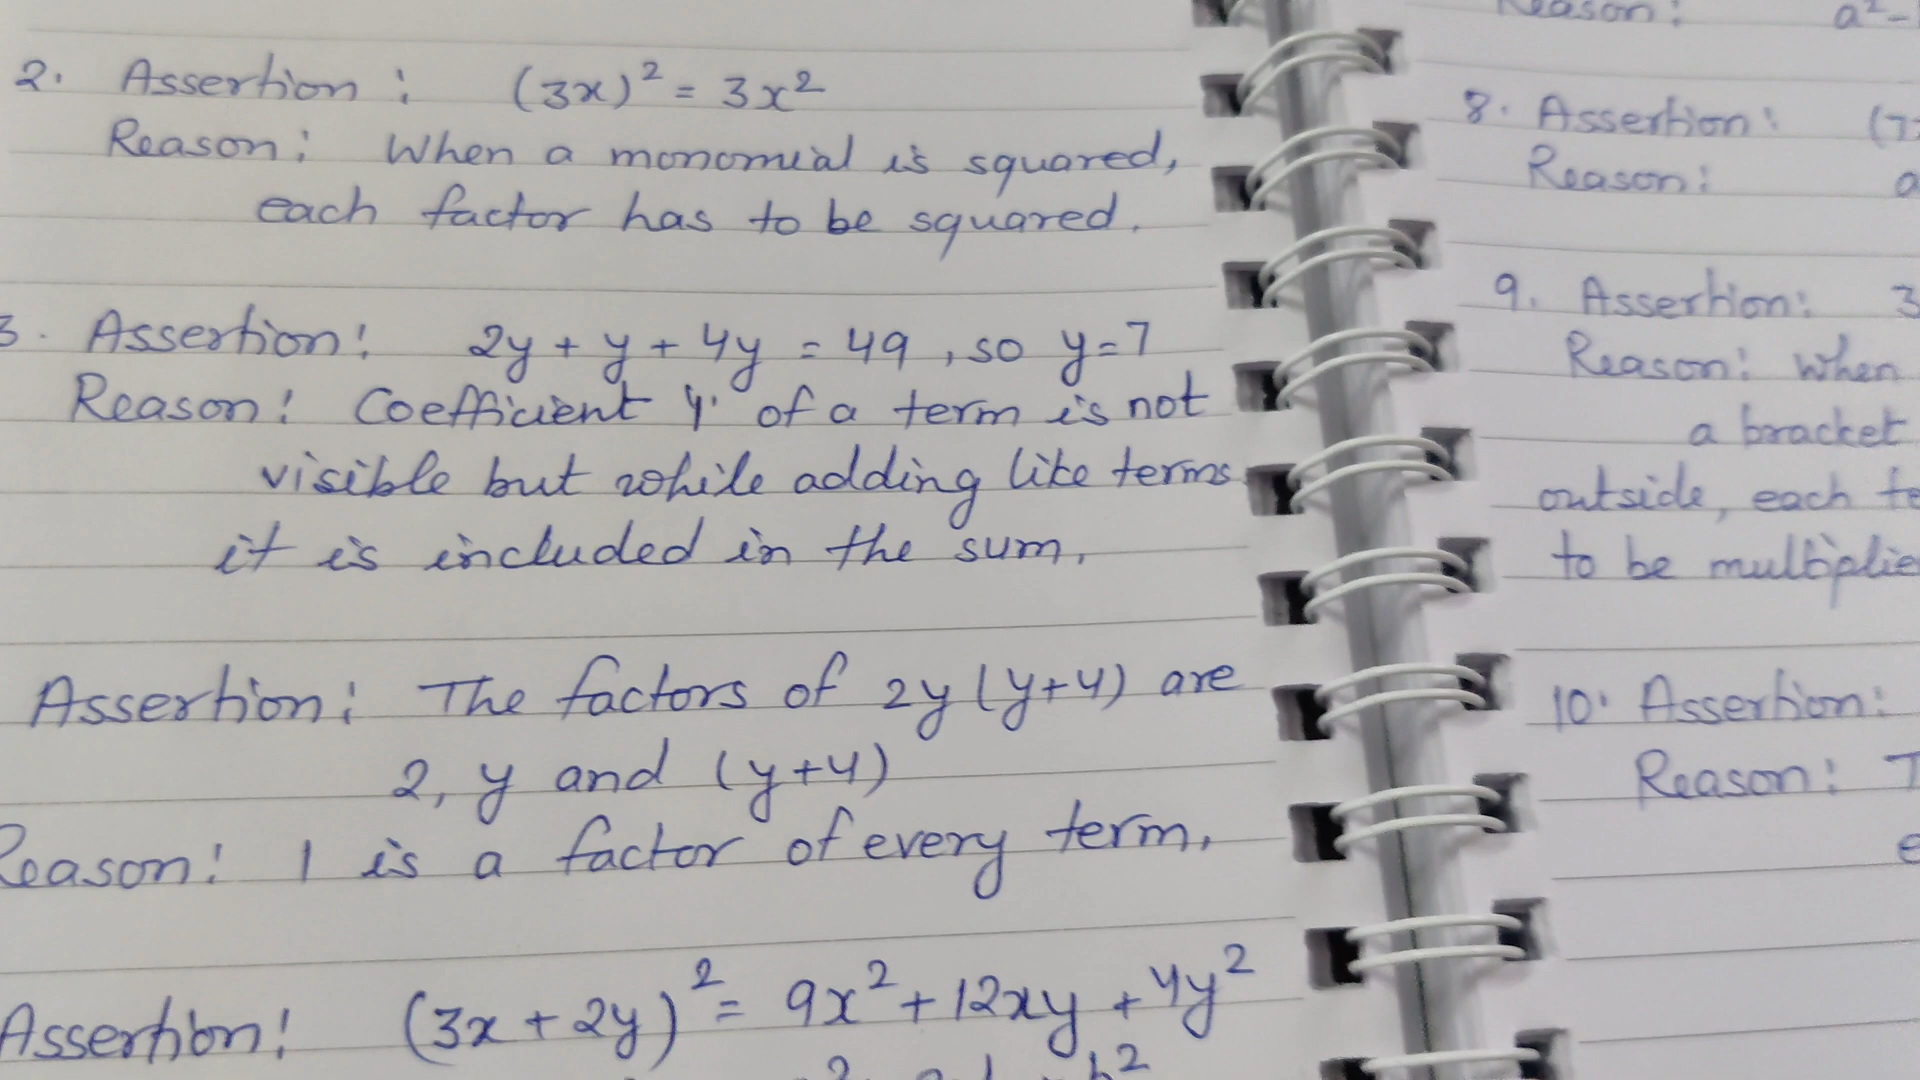 2. Assertion : (3x)² = 3x²
Reason: When a monomial is squared,
each factor has to be squared.
3. Assertion: 2y + y + 4y = 49, so y=7
Reason: Coefficient '1' of a term is not
visible but while adding like terms
it is included in the sum.
Assertion: The factors of 2y(y+4) are
2, y and (y+4)
Reason: 1 is a factor of every term.
Assertion: (3x + 2y)² = 9x² + 12xy + 4y²
Reason: a² -
8. Assertion: (7
Reason: a
9. Assertion: 3
Reason: When
a bracket
outside, each
to be
10. Assertion:
Reason: